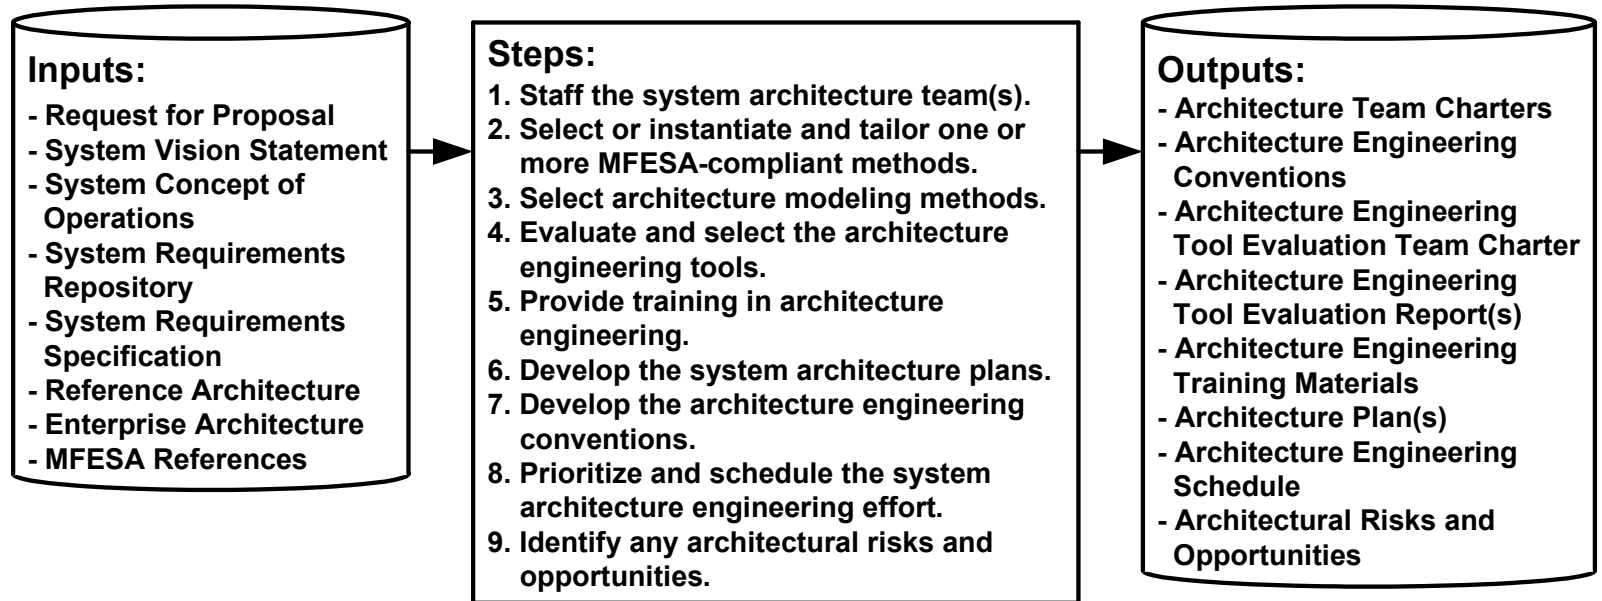 Inputs:
- Request for Proposal
- System Vision Statement
- System Concept of
Operations
- System Requirements
Repository
- System Requirements
Specification
- Reference Architecture
- Enterprise Architecture
- MFESA References
Steps:
1. Staff the system architecture team(s).
2. Select or instantiate and tailor one or
more MFESA-compliant methods.
3. Select architecture modeling methods.
4. Evaluate and select the architecture
engineering tools.
5. Provide training in architecture
engineering.
6. Develop the system architecture plans.
7. Develop the architecture engineering
conventions.
8. Prioritize and schedule the system
architecture engineering effort.
9. Identify any architectural risks and
opportunities.
Outputs:
- Architecture Team Charters
- Architecture Engineering
Conventions
- Architecture Engineering
Tool Evaluation Team Charter
- Architecture Engineering
Tool Evaluation Report(s)
- Architecture Engineering
Training Materials
- Architecture Plan(s)
- Architecture Engineering
Schedule
- Architectural Risks and
Opportunities